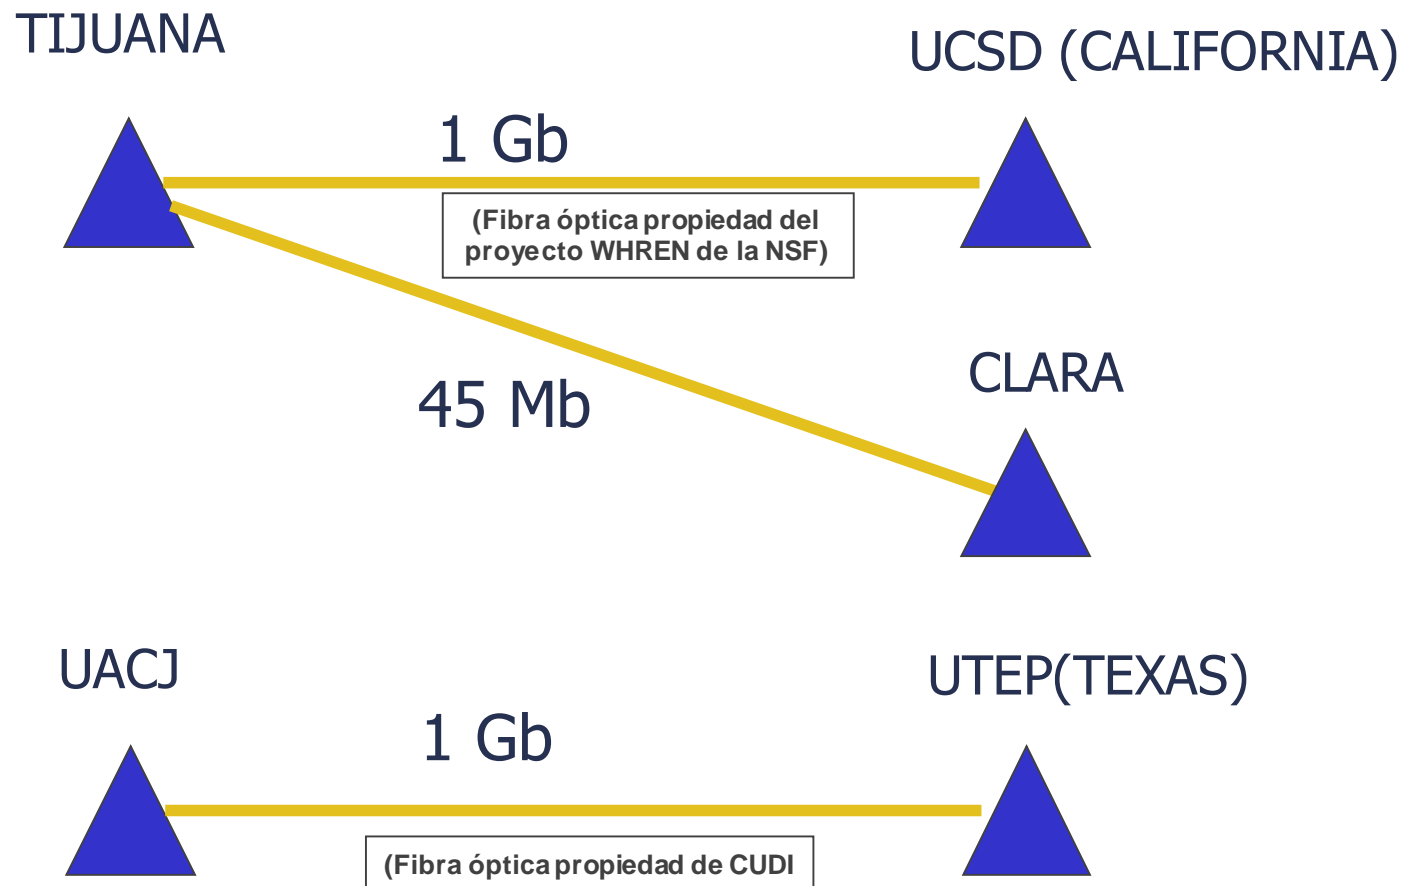 TIJUANA
UCSD (CALIFORNIA)
1 Gb
(Fibra óptica propiedad del
proyecto WHREN de la NSF)
CLARA
45 Mb
UACJ
UTEP(TEXAS)
1 Gb
(Fibra óptica propiedad de CUDI